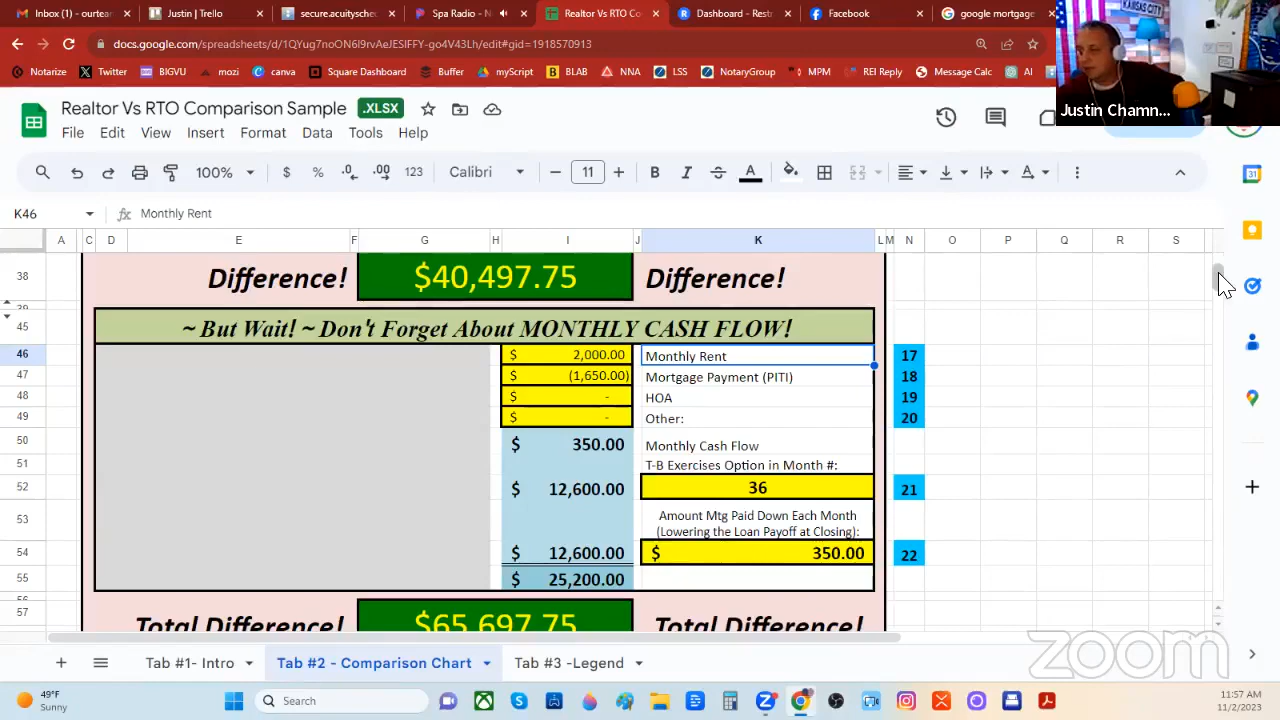 Inbox (1) - outtear
Justin | Trello
secure.acuitysche
Spa Radio - N
Realtor Vs RTO Co
Dashboard - Restr
Facebook
google mortgage
docs.google.com/spreadsheets/d/1QYug7noON6I9rvAeJESIFFY-go4V43Lh/edit#gid=1918570913
KANSAS CITY
Notarize Twitter BIGVU mozi canva Square Dashboard Buffer myScript BLAB NNA LSS NotaryGroup MPM REI Reply Message Calc AI
Justin Chamn...
Realtor Vs RTO Comparison Sample .XLSX
File Edit View Insert Format Data Tools Help
100% $ % .0 .00 123 Calibri 11 B I S A
K46 fx Monthly Rent
A C D E F G H I J K L M N O P Q R S
38 Difference! $40,497.75 Difference!
39
45 ~ But Wait! ~ Don't Forget About MONTHLY CASH FLOW!
46 $ 2,000.00 Monthly Rent 17
47 $ (1,650.00) Mortgage Payment (PITI) 18
48 $ - HOA 19
49 $ - Other: 20
50 $ 350.00 Monthly Cash Flow
51 T-B Exercises Option in Month #:
52 $ 12,600.00 36 21
53 Amount Mtg Paid Down Each Month
(Lowering the Loan Payoff at Closing):
54 $ 12,600.00 $ 350.00 22
55 $ 25,200.00
56
57 Total Difference! $65,697.75 Total Difference!
zoom
Tab #1- Intro Tab #2 - Comparison Chart Tab #3 -Legend
49°F
Sunny
Search
11:57 AM
11/2/2023